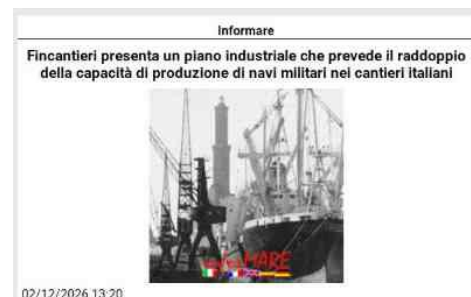 Informare
Fincantieri presenta un piano industriale che prevede il raddoppio
della capacità di produzione di navi militari nei cantieri italiani
inforMARE
02/12/2026 13:20